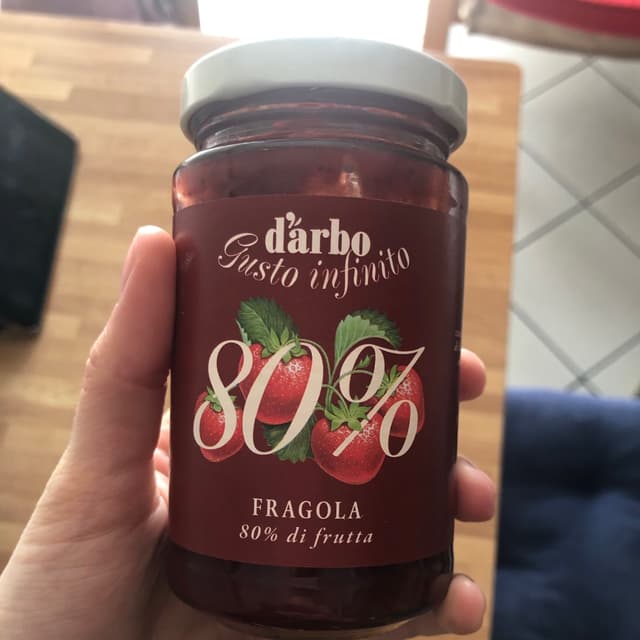 d'arbo
Gusto infinito
80%
FRAGOLA
80% di frutta